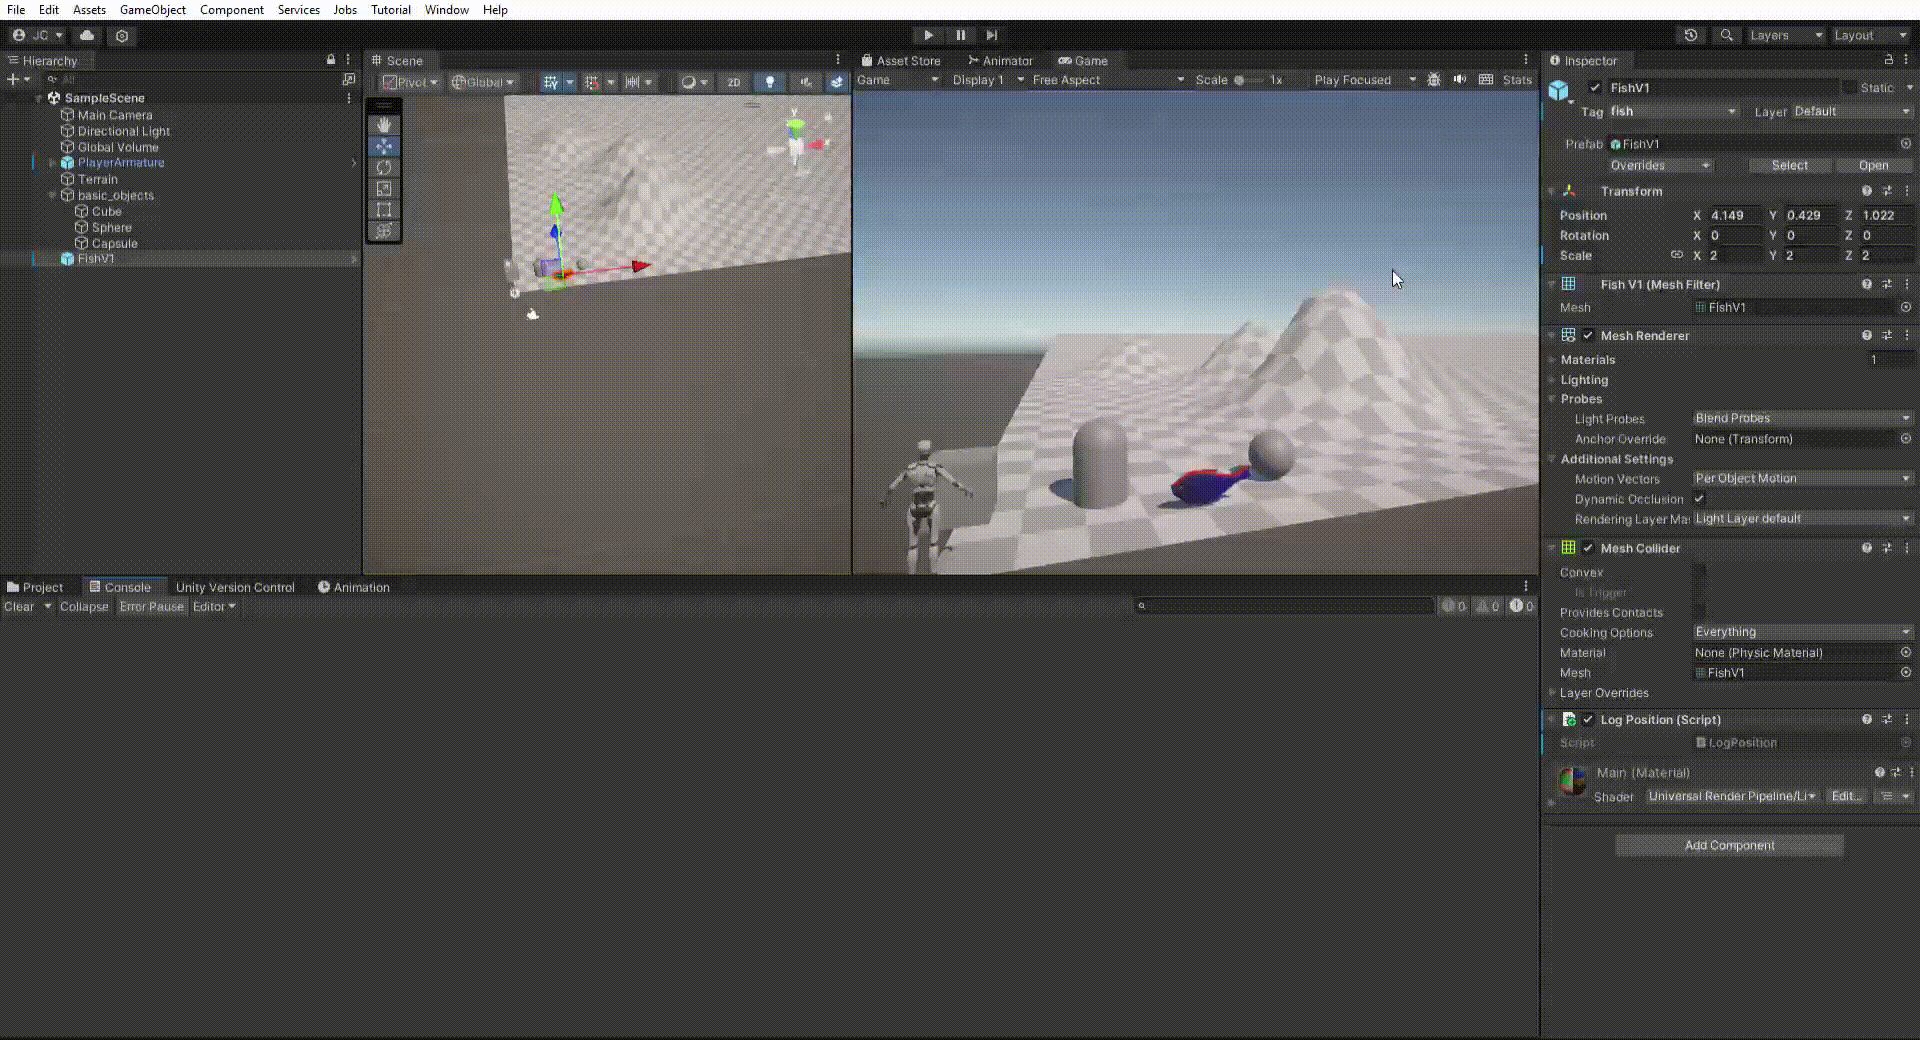 File Edit Assets GameObject Component Services Jobs Tutorial Window Help
JC
Layers
Layout
Hierarchy
All
SampleScene
Main Camera
Directional Light
Global Volume
PlayerArmature
Terrain
basic_objects
Cube
Sphere
Capsule
FishV1
Scene
Pivot Global 2D
Asset Store Animator Game
Game Display 1 Free Aspect Scale 1x Play Focused Stats
Inspector
FishV1 Static
Tag fish Layer Default
Prefab FishV1
Overrides Select Open
Transform
Position X 4.149 Y 0.429 Z 1.022
Rotation X 0 Y 0 Z 0
Scale X 2 Y 2 Z 2
Fish V1 (Mesh Filter)
Mesh FishV1
Mesh Renderer
Materials 1
Lighting
Probes
Light Probes Blend Probes
Anchor Override None (Transform)
Additional Settings
Motion Vectors Per Object Motion
Dynamic Occlusion
Rendering Layer Mas Light Layer default
Mesh Collider
Convex
Is Trigger
Provides Contacts
Cooking Options Everything
Material None (Physic Material)
Mesh FishV1
Layer Overrides
Log Position (Script)
Script LogPosition
Main (Material)
Shader Universal Render Pipeline/Li Edit...
Add Component
Project Console Unity Version Control Animation
Clear Collapse Error Pause Editor
0 0 0